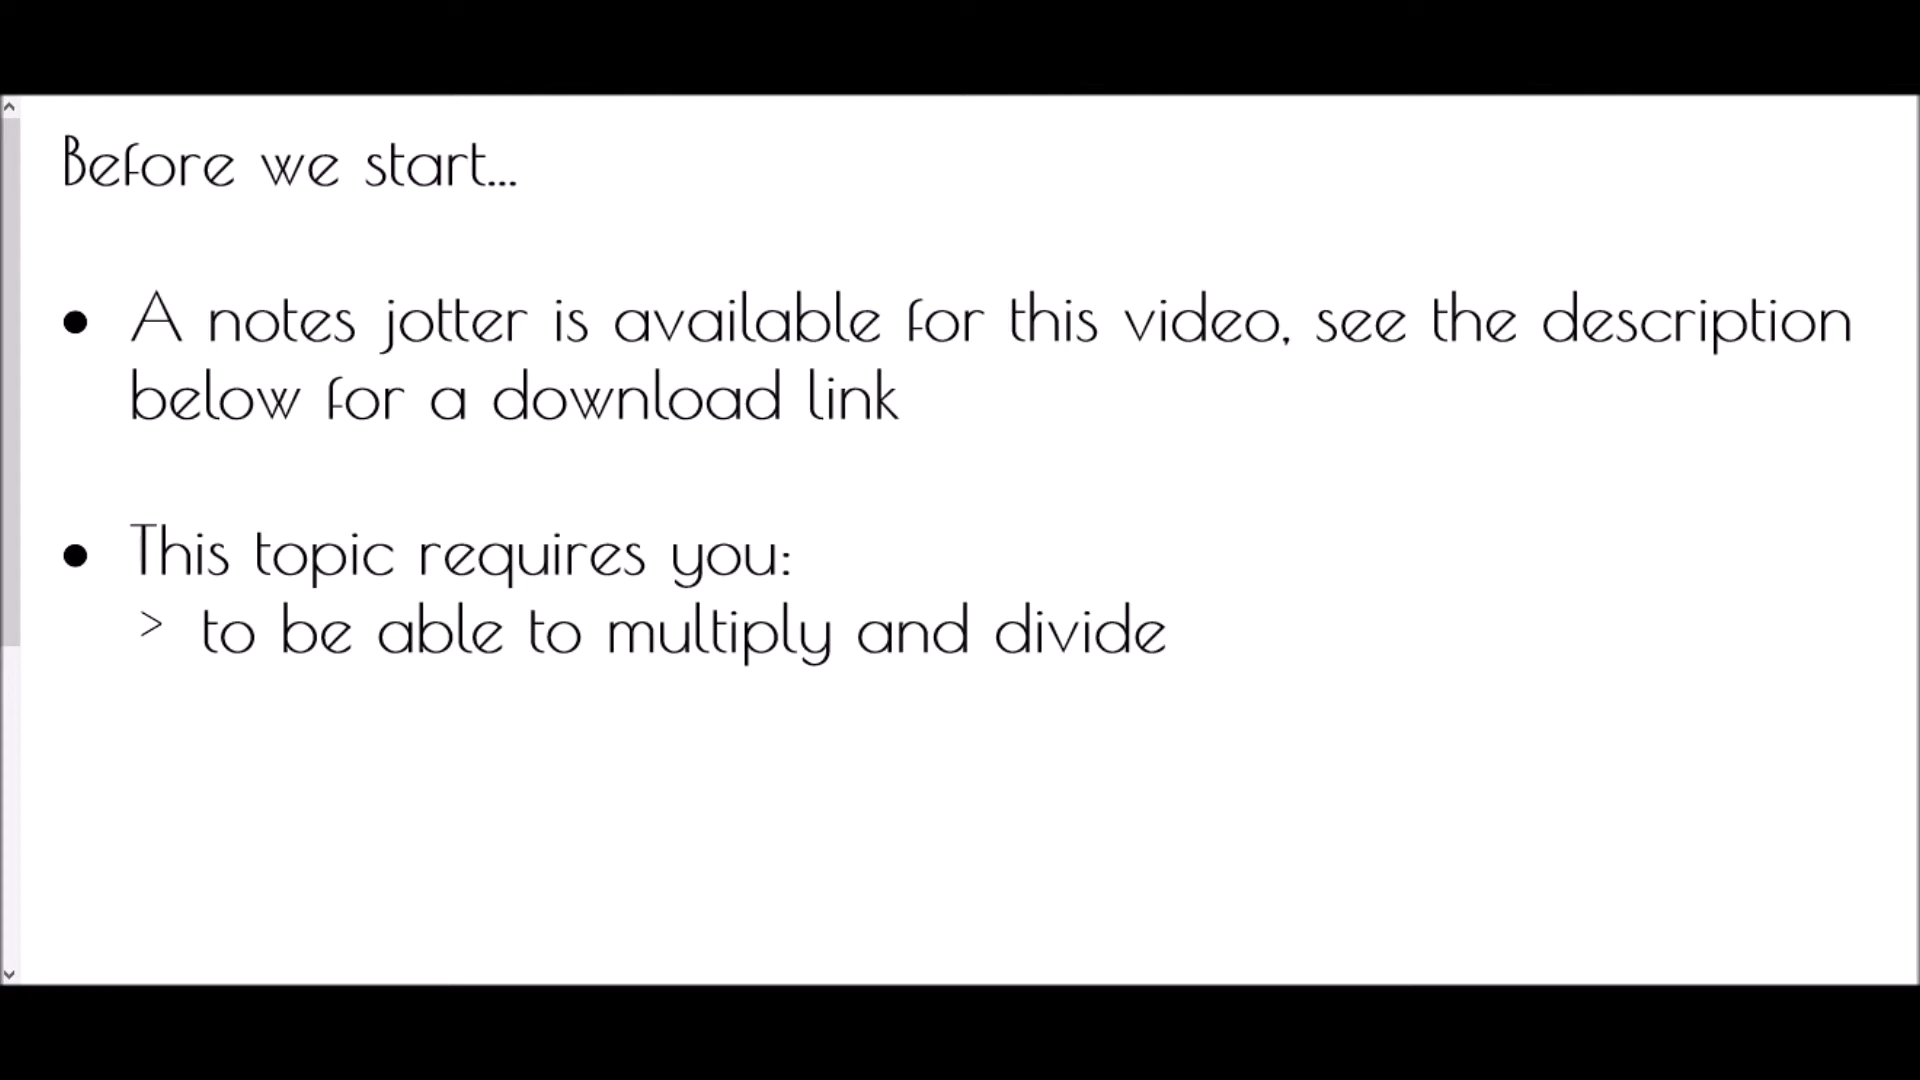 Before we start...
• A notes jotter is available for this video, see the description
below for a download link
• This topic requires you:
> to be able to multiply and divide